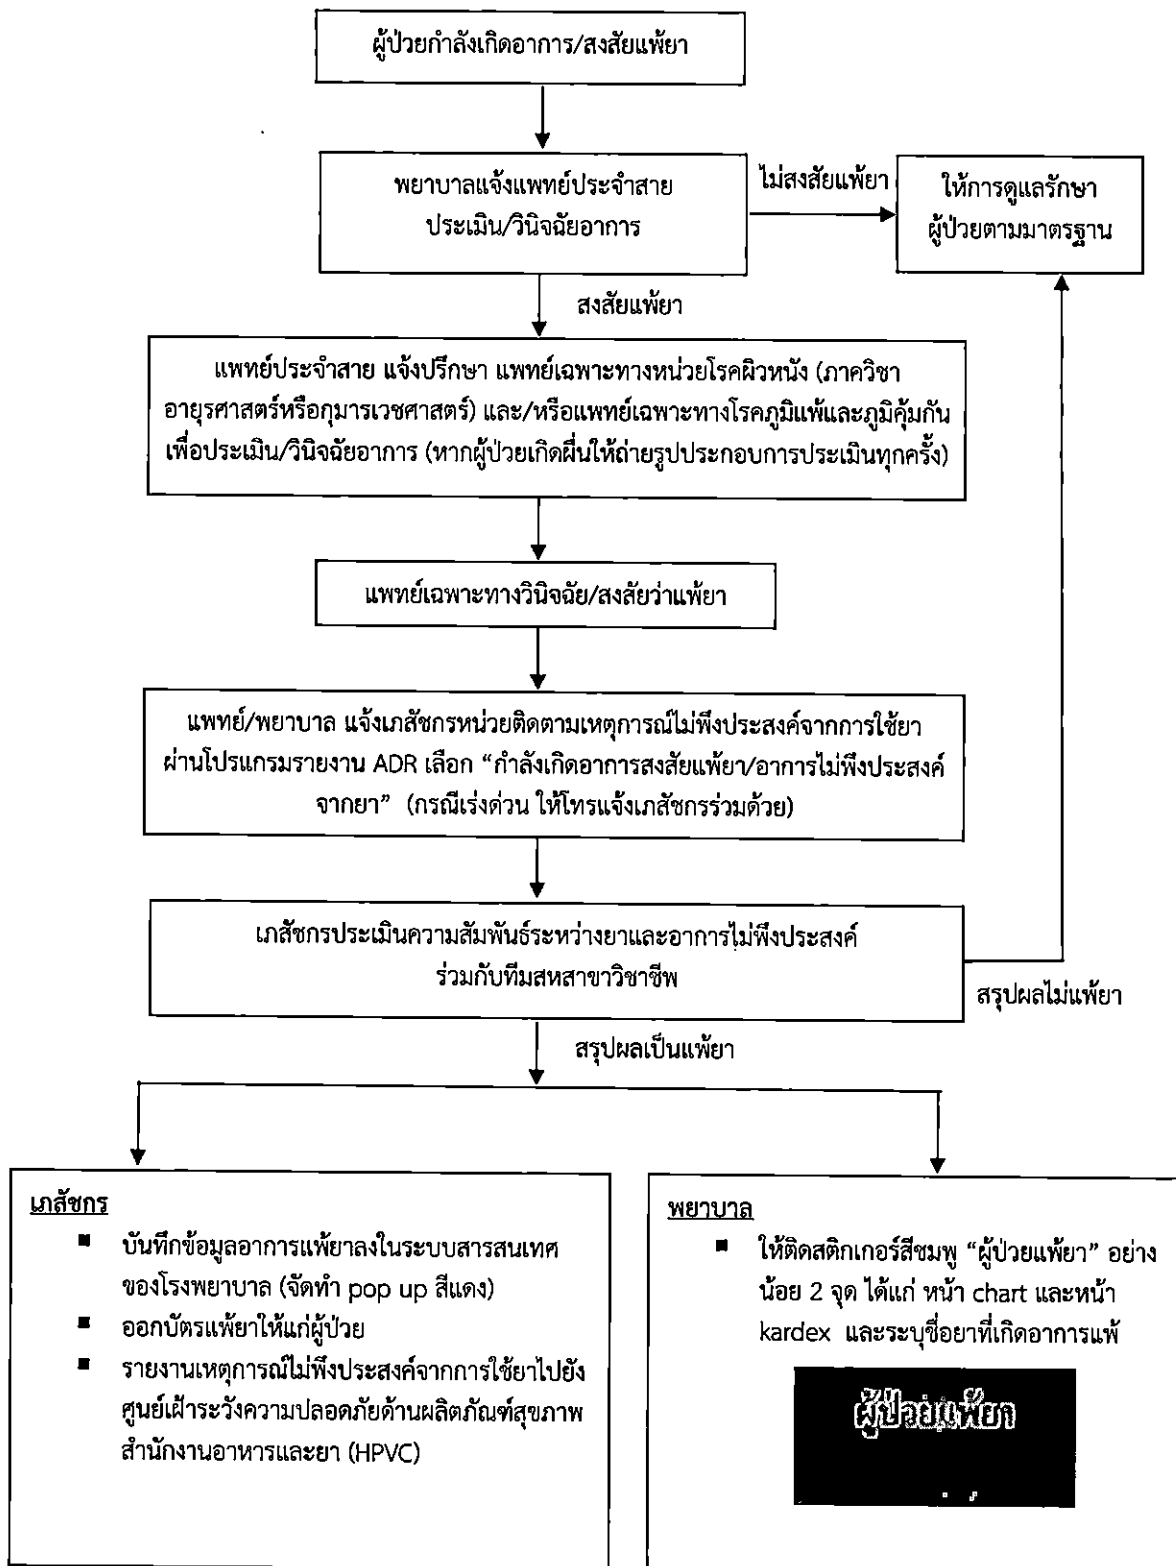 ผู้ป่วยกำลังเกิดอาการ/สงสัยแพ้ยา
พยาบาลแจ้งแพทย์ประจำสาย
ประเมิน/วินิจฉัยอาการ
ไม่สงสัยแพ้ยา
ให้การดูแลรักษา
ผู้ป่วยตามมาตรฐาน
สงสัยแพ้ยา
แพทย์ประจำสาย แจ้งปรึกษา แพทย์เฉพาะทางหน่วยโรคผิวหนัง (ภาควิชา
อายุรศาสตร์หรือกุมารเวชศาสตร์) และ/หรือแพทย์เฉพาะทางโรคภูมิแพ้และภูมิคุ้มกัน
เพื่อประเมิน/วินิจฉัยอาการ (หากผู้ป่วยเกิดผื่นให้ถ่ายรูปประกอบการประเมินทุกครั้ง)
แพทย์เฉพาะทางวินิจฉัย/สงสัยว่าแพ้ยา
แพทย์/พยาบาล แจ้งเภสัชกรหน่วยติดตามเหตุการณ์ไม่พึงประสงค์จากการใช้ยา
ผ่านโปรแกรมรายงาน ADR เลือก “กำลังเกิดอาการสงสัยแพ้ยา/อาการไม่พึงประสงค์
จากยา” (กรณีเร่งด่วน ให้โทรแจ้งเภสัชกรร่วมด้วย)
เภสัชกรประเมินความสัมพันธ์ระหว่างยาและอาการไม่พึงประสงค์
ร่วมกับทีมสหสาขาวิชาชีพ
สรุปผลไม่แพ้ยา
สรุปผลเป็นแพ้ยา
เภสัชกร
■ บันทึกข้อมูลอาการแพ้ยาลงในระบบสารสนเทศ
ของโรงพยาบาล (จัดทำ pop up สีแดง)
■ ออกบัตรแพ้ยาให้แก่ผู้ป่วย
■ รายงานเหตุการณ์ไม่พึงประสงค์จากการใช้ยาไปยัง
ศูนย์เฝ้าระวังความปลอดภัยด้านผลิตภัณฑ์สุขภาพ
สำนักงานอาหารและยา (HPVC)
พยาบาล
■ ให้ติดสติกเกอร์สีชมพู “ผู้ป่วยแพ้ยา” อย่าง
น้อย 2 จุด ได้แก่ หน้า chart และหน้า
kardex และระบุชื่อยาที่เกิดอาการแพ้
ผู้ป่วยแพ้ยา